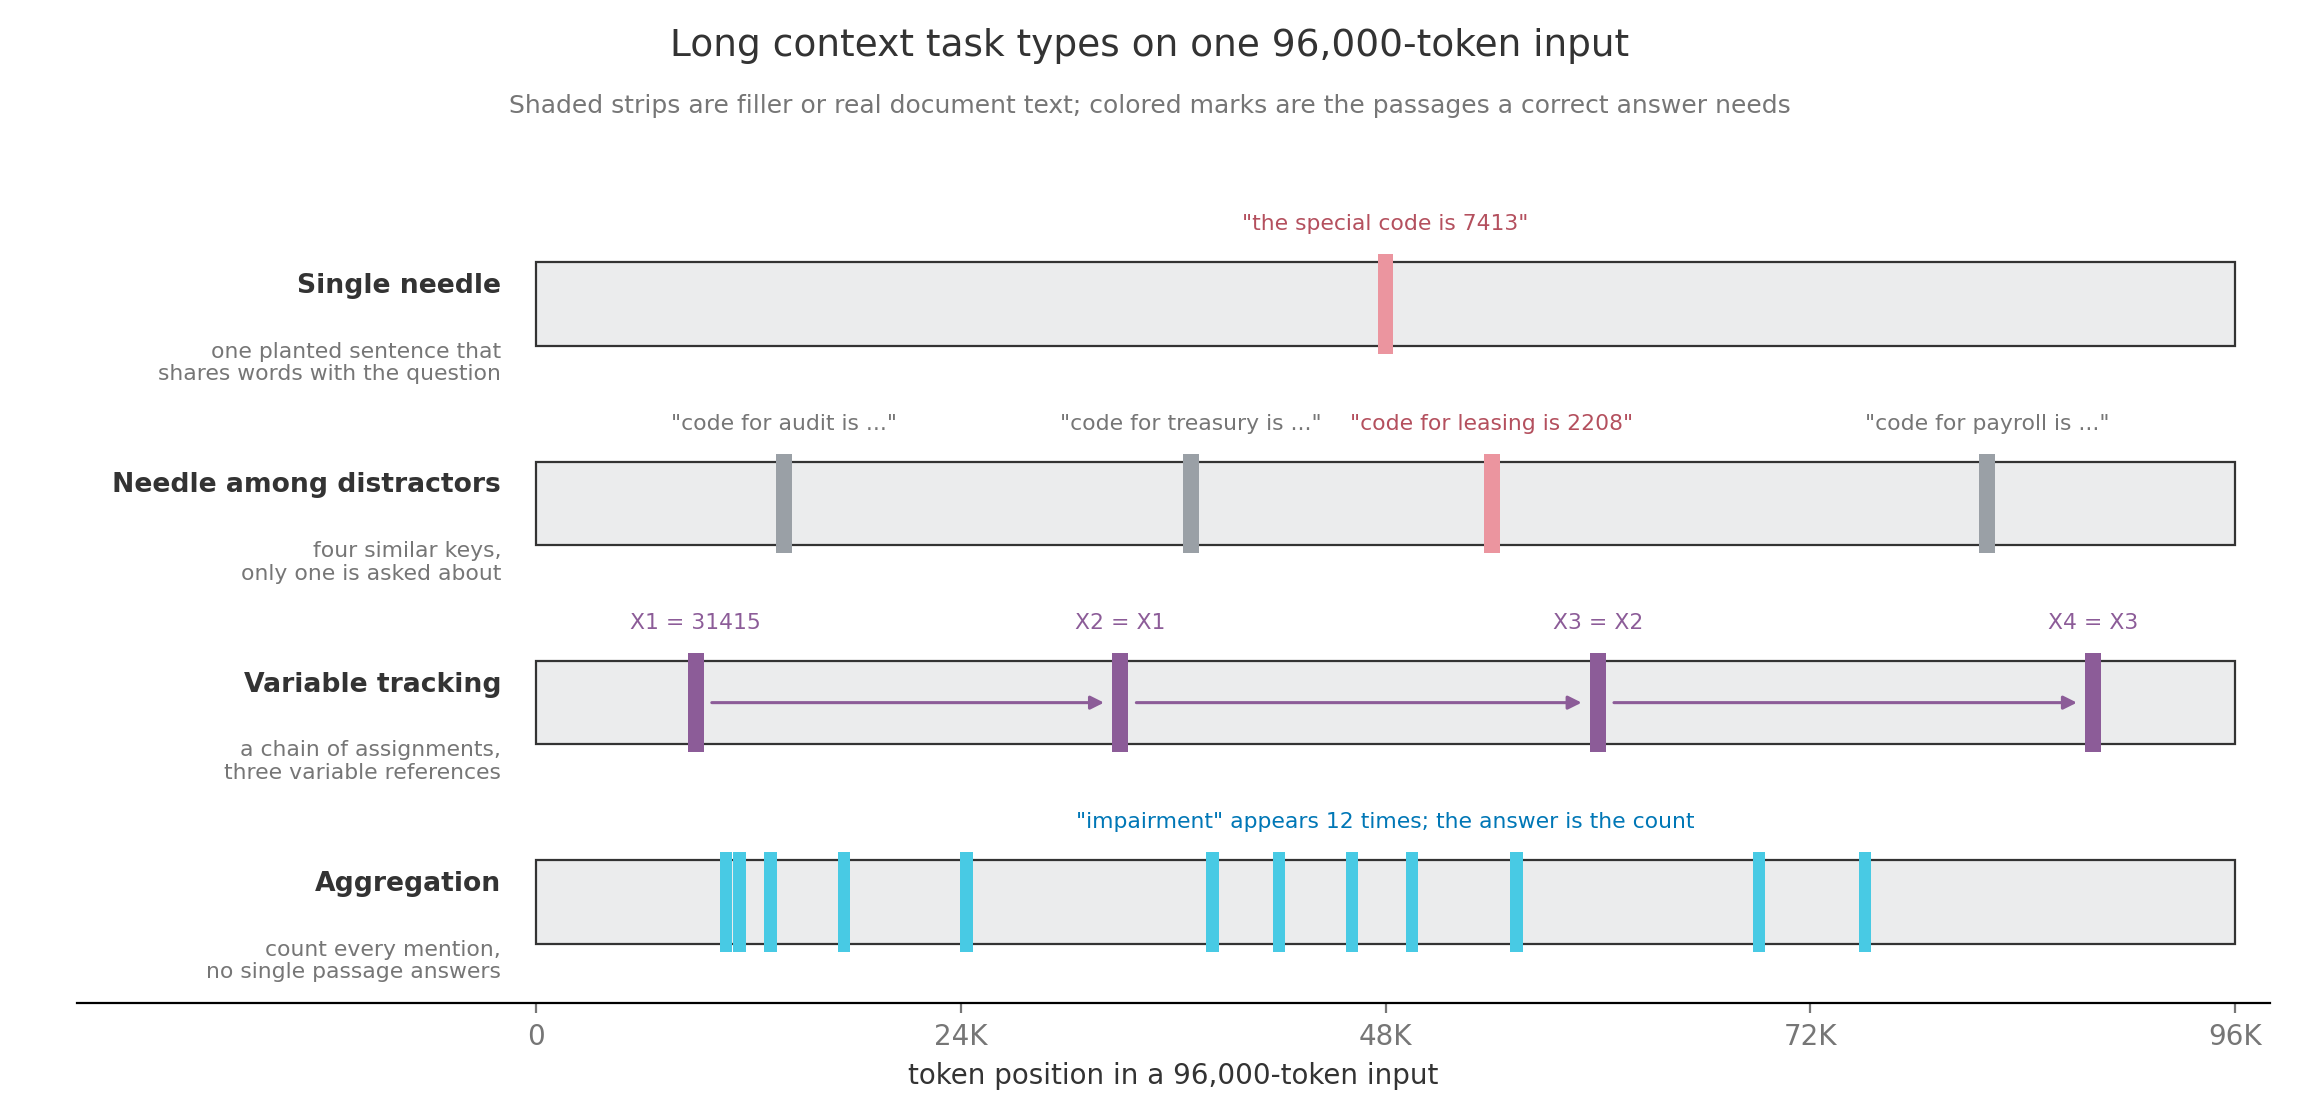 Long context task types on one 96,000-token input
Shaded strips are filler or real document text; colored marks are the passages a correct answer needs
"the special code is 7413"
Single needle
one planted sentence that
shares words with the question
"code for audit is ..."
"code for treasury is ..."
"code for leasing is 2208"
"code for payroll is ..."
Needle among distractors
four similar keys,
only one is asked about
X1 = 31415
X2 = X1
X3 = X2
X4 = X3
Variable tracking
a chain of assignments,
three variable references
"impairment" appears 12 times; the answer is the count
Aggregation
count every mention,
no single passage answers
0
24K
48K
72K
96K
token position in a 96,000-token input